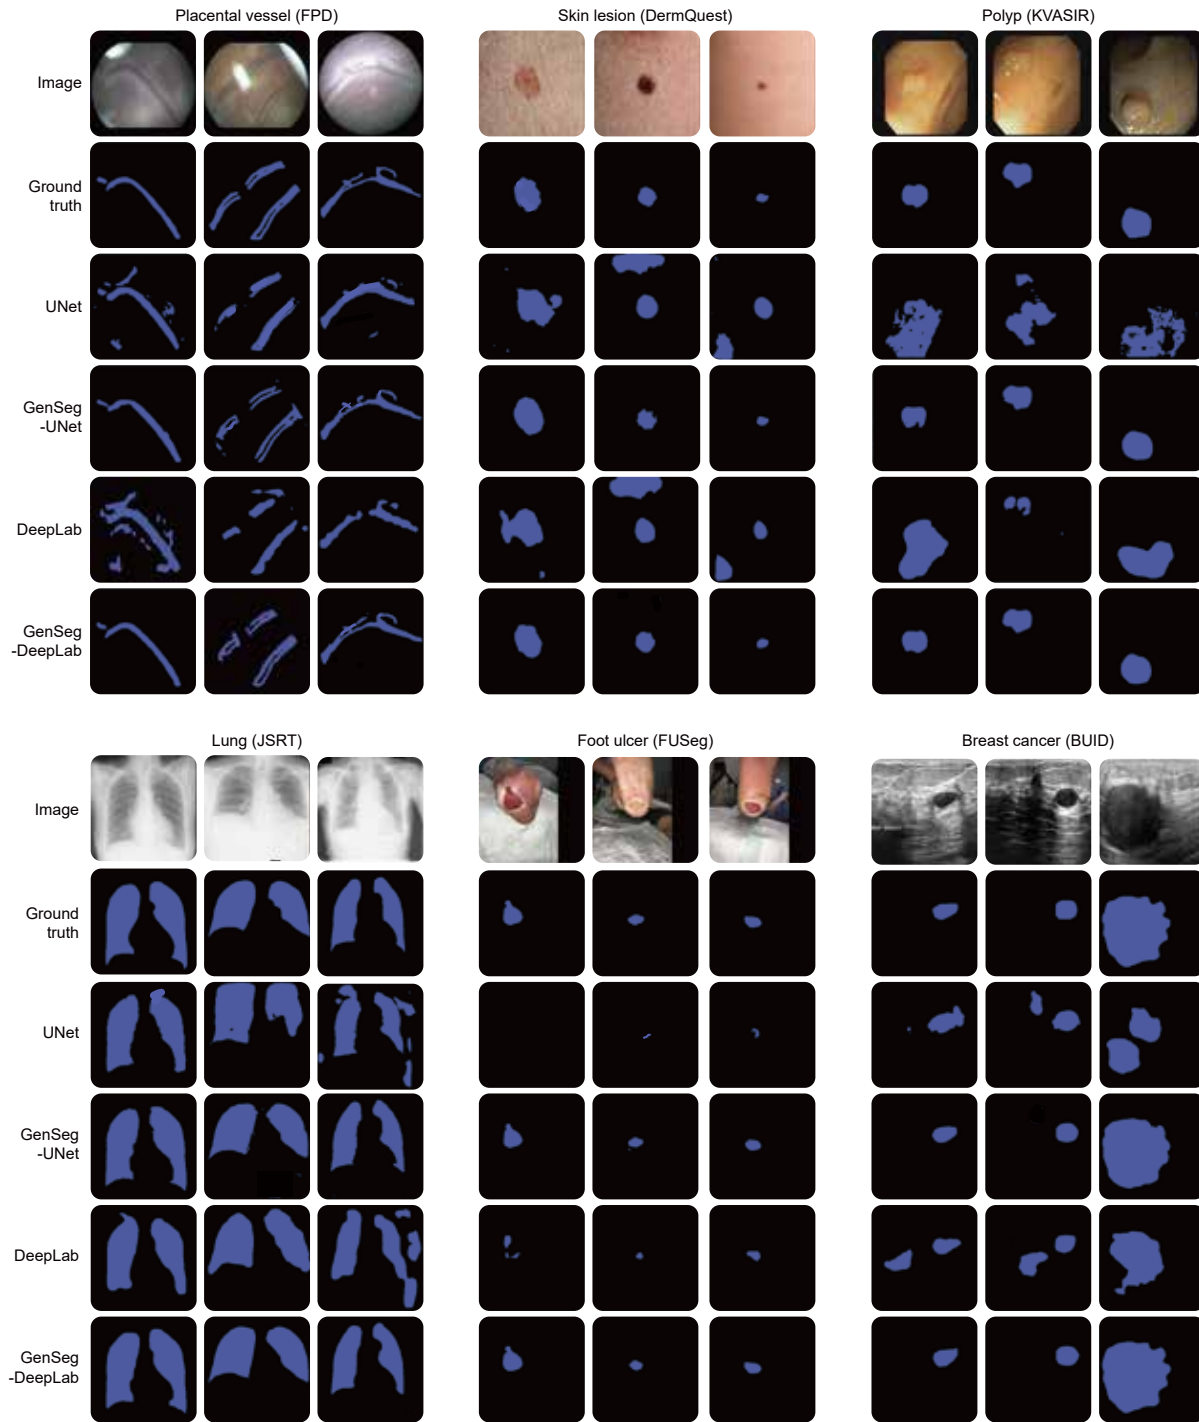 Placental vessel (FPD)
Skin lesion (DermQuest)
Polyp (KVASIR)
Image
Ground
truth
UNet
GenSeg
-UNet
DeepLab
GenSeg
-DeepLab
Lung (JSRT)
Foot ulcer (FUSeg)
Breast cancer (BUID)
Image
Ground
truth
UNet
GenSeg
-UNet
DeepLab
GenSeg
-DeepLab